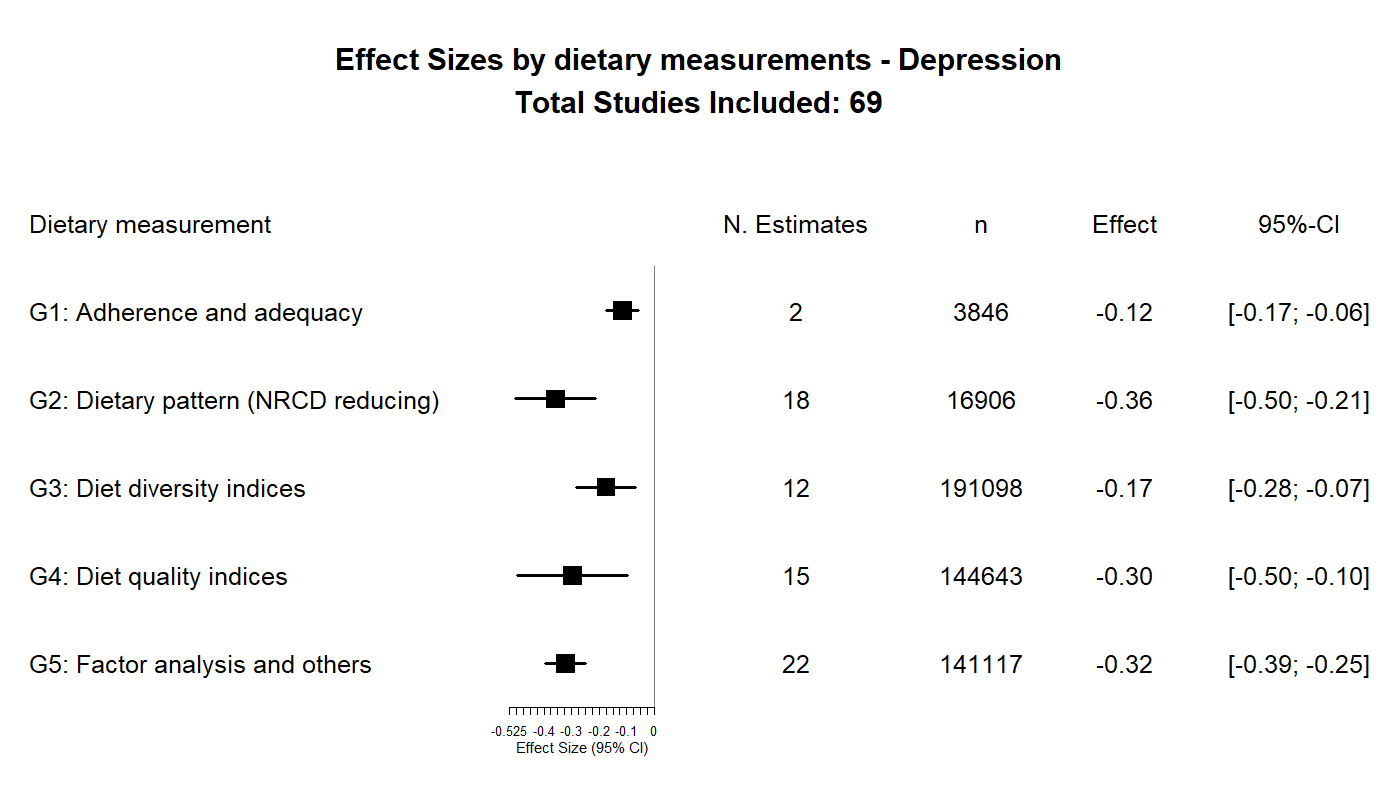 Effect Sizes by dietary measurements - Depression
Total Studies Included: 69
Dietary measurement N. Estimates n Effect 95%-CI
G1: Adherence and adequacy 2 3846 -0.12 [-0.17; -0.06]
G2: Dietary pattern (NRCD reducing) 18 16906 -0.36 [-0.50; -0.21]
G3: Diet diversity indices 12 191098 -0.17 [-0.28; -0.07]
G4: Diet quality indices 15 144643 -0.30 [-0.50; -0.10]
G5: Factor analysis and others 22 141117 -0.32 [-0.39; -0.25]
-0.525 -0.4 -0.3 -0.2 -0.1 0
Effect Size (95% CI)